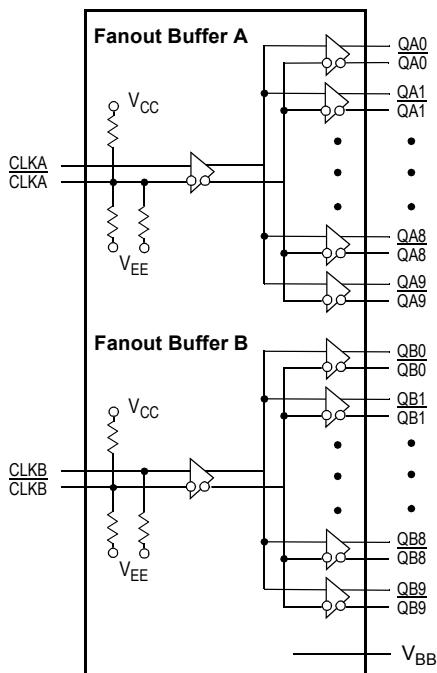 Fanout Buffer A
QA0
QA0
QA1
QA1
VCC
CLKA
CLKA
VEE
QA8
QA8
QA9
QA9
Fanout Buffer B
QB0
QB0
QB1
QB1
VCC
CLKB
CLKB
VEE
QB8
QB8
QB9
QB9
VBB